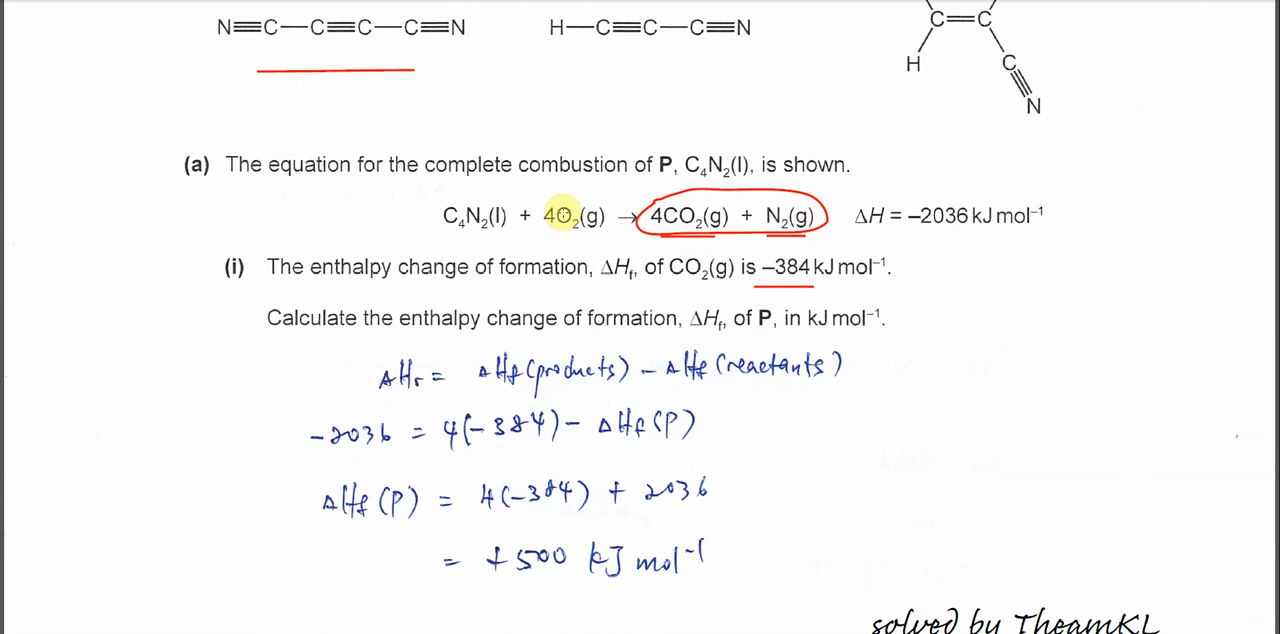 N≡C—C≡C—C≡N H—C≡C—C≡N C=C
H C
N
(a) The equation for the complete combustion of P, C₄N₂(l), is shown.
C₄N₂(l) + 4O₂(g) → 4CO₂(g) + N₂(g) ΔH = –2036 kJ mol⁻¹
(i) The enthalpy change of formation, ΔHf, of CO₂(g) is –384 kJ mol⁻¹.
Calculate the enthalpy change of formation, ΔHf, of P, in kJ mol⁻¹.
ΔHr = ΔHf(products) - ΔHf(reactants)
-2036 = 4(-384) - ΔHf(P)
ΔHf(P) = 4(-384) + 2036
= +500 kJ mol⁻¹
solved by TheamKL